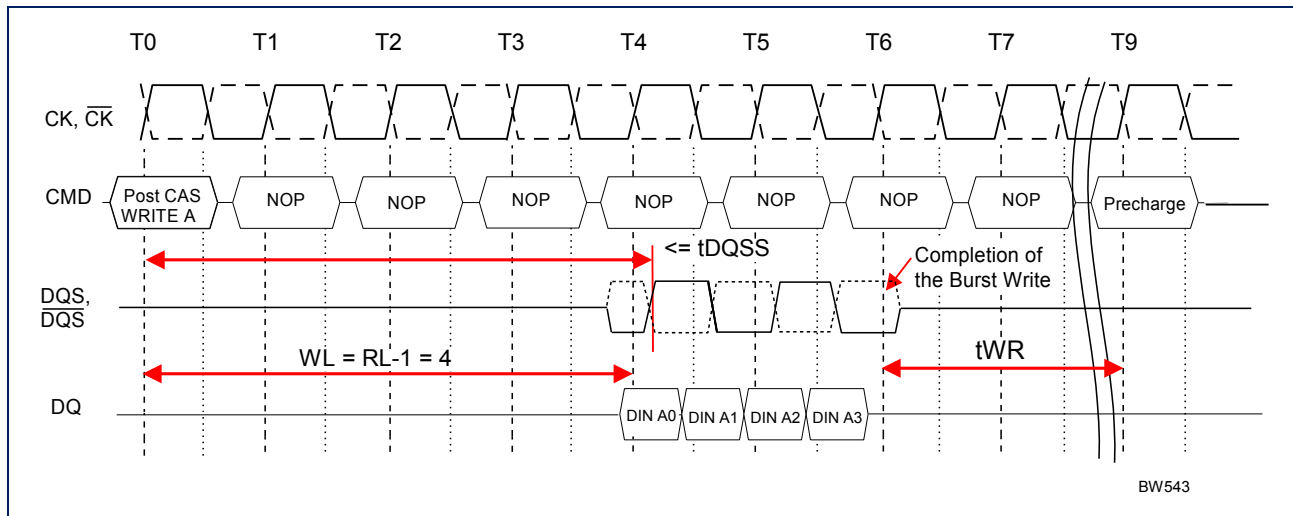 T0 T1 T2 T3 T4 T5 T6 T7 T9
CK, C̅K̅
CMD
Post CAS
WRITE A
NOP NOP NOP NOP NOP NOP NOP Precharge
<= tDQSS
Completion of
the Burst Write
DQS,
D̅Q̅S̅
WL = RL-1 = 4
tWR
DQ
DIN A0 DIN A1 DIN A2 DIN A3
BW543